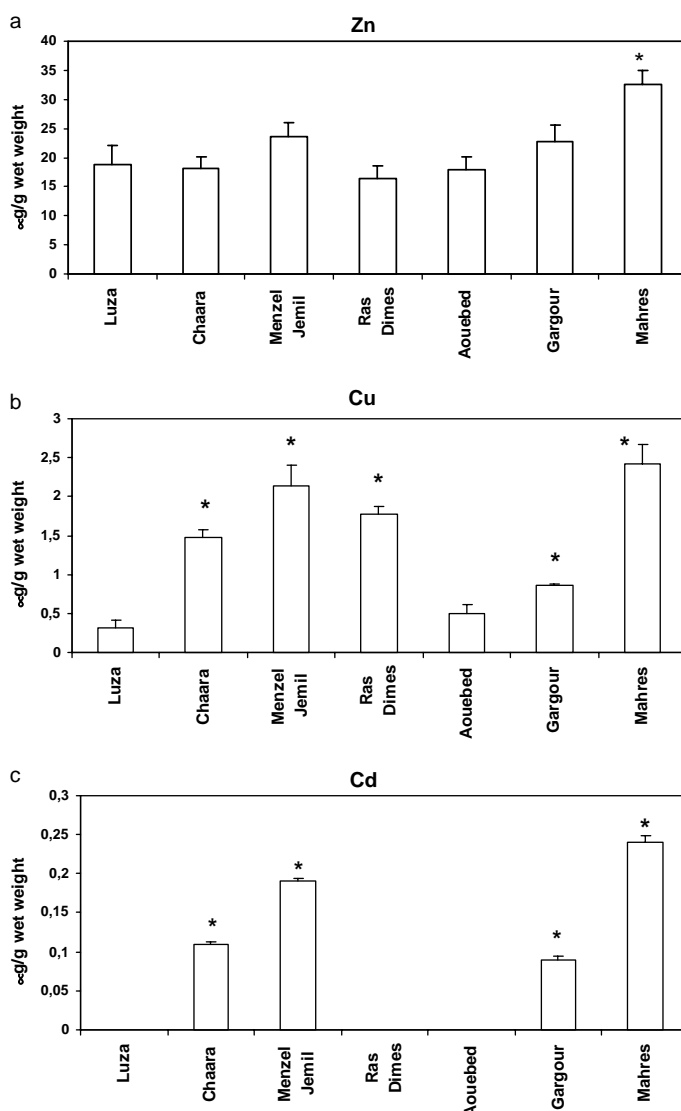 a
Zn
40
35
30
25
20
15
10
5
0
∝g/g wet weight
*
Luza
Chaara
Menzel
Jemil
Ras
Dimes
Aouebed
Gargour
Mahres
b
Cu
3
2,5
2
1,5
1
0,5
0
∝g/g wet weight
*
*
*
*
*
Luza
Chaara
Menzel
Jemil
Ras
Dimes
Aouebed
Gargour
Mahres
c
Cd
0,3
0,25
0,2
0,15
0,1
0,05
0
∝g/g wet weight
*
*
*
*
Luza
Chaara
Menzel
Jemil
Ras
Dimes
Aouebed
Gargour
Mahres